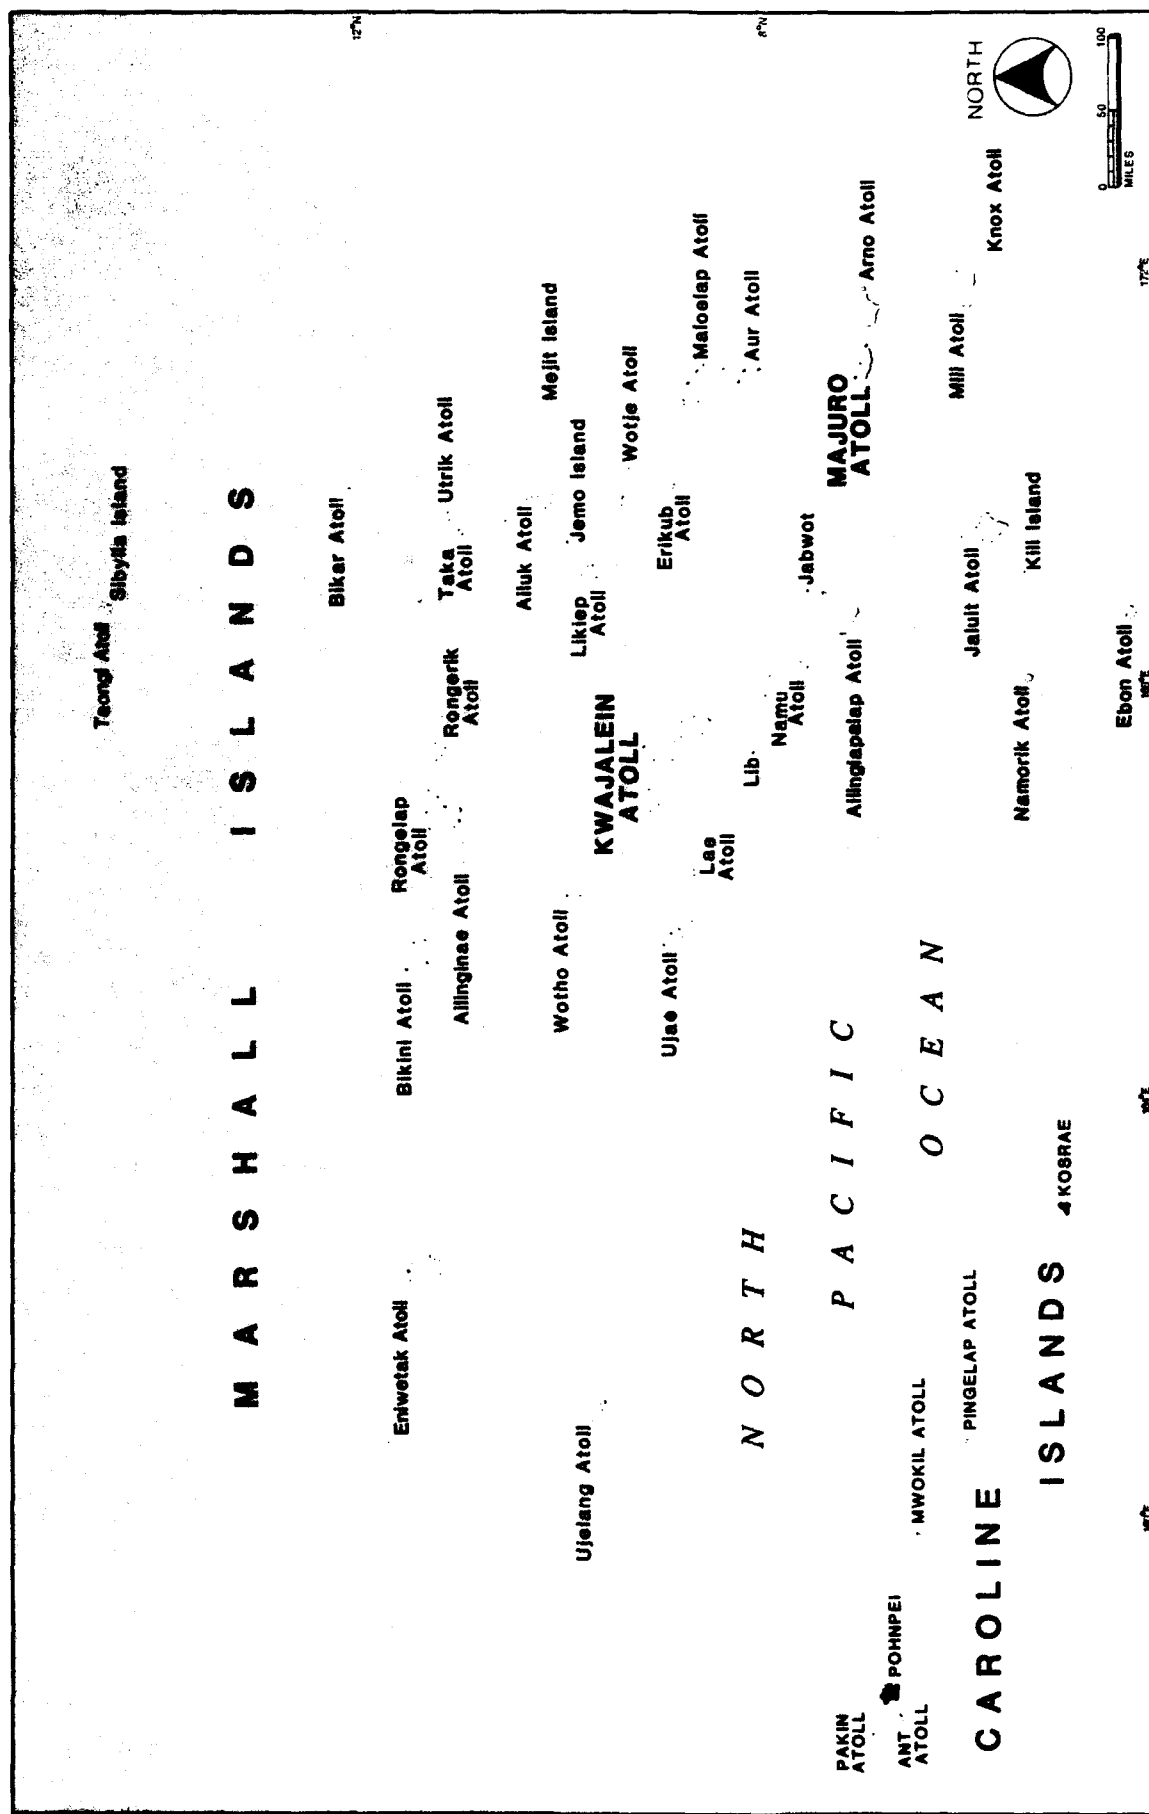 Taongi Atoll
Sibylla Island
MARSHALL ISLANDS
12°N
Bikar Atoll
Eniwetak Atoll
Bikini Atoll
Rongelap
Atoll
Ailinginae Atoll
Rongerik
Atoll
Taka
Atoll
Utrik Atoll
Ailuk Atoll
Mejit Island
Wotho Atoll
Ujelang Atoll
Likiep
Atoll
Jemo Island
KWAJALEIN
ATOLL
Wotje Atoll
Ujae Atoll
Erikub
Atoll
Maloelap Atoll
Lae
Atoll
Lib
Aur Atoll
8°N
NORTH
PACIFIC
OCEAN
Namu
Atoll
Jabwot
MAJURO
ATOLL
Arno Atoll
Ailinglapalap Atoll
PAKIN
ATOLL
POHNPEI
ANT
ATOLL
MWOKIL ATOLL
PINGELAP ATOLL
Mili Atoll
Jaluit Atoll
Knox Atoll
NORTH
CAROLINE
ISLANDS
KOSRAE
Namorik Atoll
Kili Island
Ebon Atoll
0 50 100
MILES
172°E